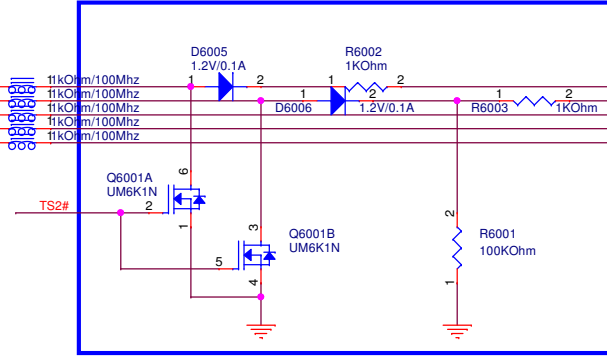 D6005
1.2V/0.1A
R6002
1KOhm
1 2 1 2
1kOhm/100Mhz
1kOhm/100Mhz
1kOhm/100Mhz
1kOhm/100Mhz
1kOhm/100Mhz
1 2
D6006
1.2V/0.1A
1 2
R6003
1KOhm
Q6001A
UM6K1N
6
2
1
TS2#
Q6001B
UM6K1N
3
5
4
2
R6001
100KOhm
1